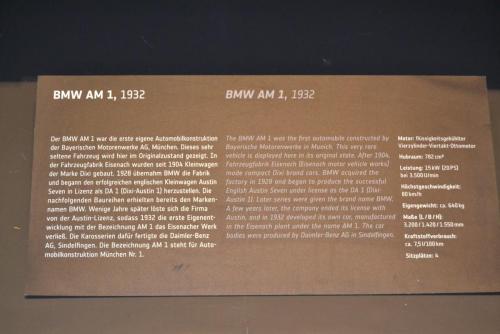 BMW AM 1, 1932
Der BMW AM 1 war die erste eigene Automobilkonstruktion
der Bayerischen Motorenwerke AG, München. Dieses sehr
seltene Fahrzeug wird hier im Originalzustand gezeigt. In
der Fahrzeugfabrik Eisenach wurden seit 1904 Kleinwagen
der Marke Dixi gebaut. 1928 übernahm BMW die Fabrik
und begann den erfolgreichen englischen Kleinwagen Austin
Seven in Lizenz als DA 1 (Dixi-Austin 1) herzustellen. Die
nachfolgenden Baureihen erhielten bereits den Marken-
namen BMW. Wenige Jahre später löste sich die Firma
von der Austin-Lizenz, sodass 1932 die erste Eigenent-
wicklung mit der Bezeichnung AM 1 das Eisenacher Werk
verließ. Die Karosserien dafür fertigte die Daimler-Benz
AG, Sindelfingen. Die Bezeichnung AM 1 steht für Auto-
mobilkonstruktion München Nr. 1.
BMW AM 1, 1932
The BMW AM 1 was the first automobile constructed by
Bayerische Motorenwerke in Munich. This very rare
vehicle is displayed here in its original state. After 1904,
Fahrzeugfabrik Eisenach (Eisenach motor vehicle works)
made compact Dixi brand cars. BMW acquired the
factory in 1928 and began to produce the successful
English Austin Seven under license as the DA 1 (Dixi-
Austin 1). Later series were given the brand name BMW.
A few years later, the company ended its license with
Austin, and in 1932 developed its own car, manufactured
in the Eisenach plant under the name AM 1. The car
bodies were produced by Daimler-Benz AG in Sindelfingen.
Motor: flüssigkeitsgekühlter
Vierzylinder-Viertakt-Ottomotor
Hubraum: 782 cm³
Leistung: 15 kW (20 PS)
bei 3.500 U/min
Höchstgeschwindigkeit:
80 km/h
Eigengewicht: ca. 640 kg
Maße (L / B / H):
3.200 / 1.420 / 1.550 mm
Kraftstoffverbrauch:
ca. 7,5 l/100 km
Sitzplätze: 4